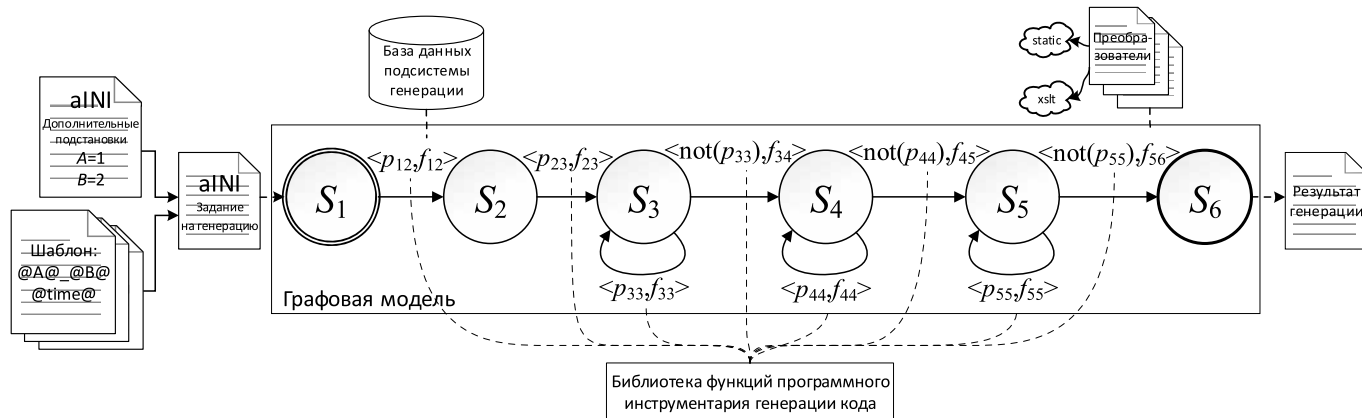 База данных
подсистемы
генерации
static
xslt
Преобра-
зователи
aINI
Дополнительные
подстановки
A=1
B=2
aINI
Задание
на генерацию
Шаблон:
@A@_@B@
@time@
<p12,f12>
<p23,f23>
<not(p33),f34>
<not(p44),f45>
<not(p55),f56>
S1
S2
S3
S4
S5
S6
<p33,f33>
<p44,f44>
<p55,f55>
Графовая модель
Результат
генерации
Библиотека функций программного
инструментария генерации кода